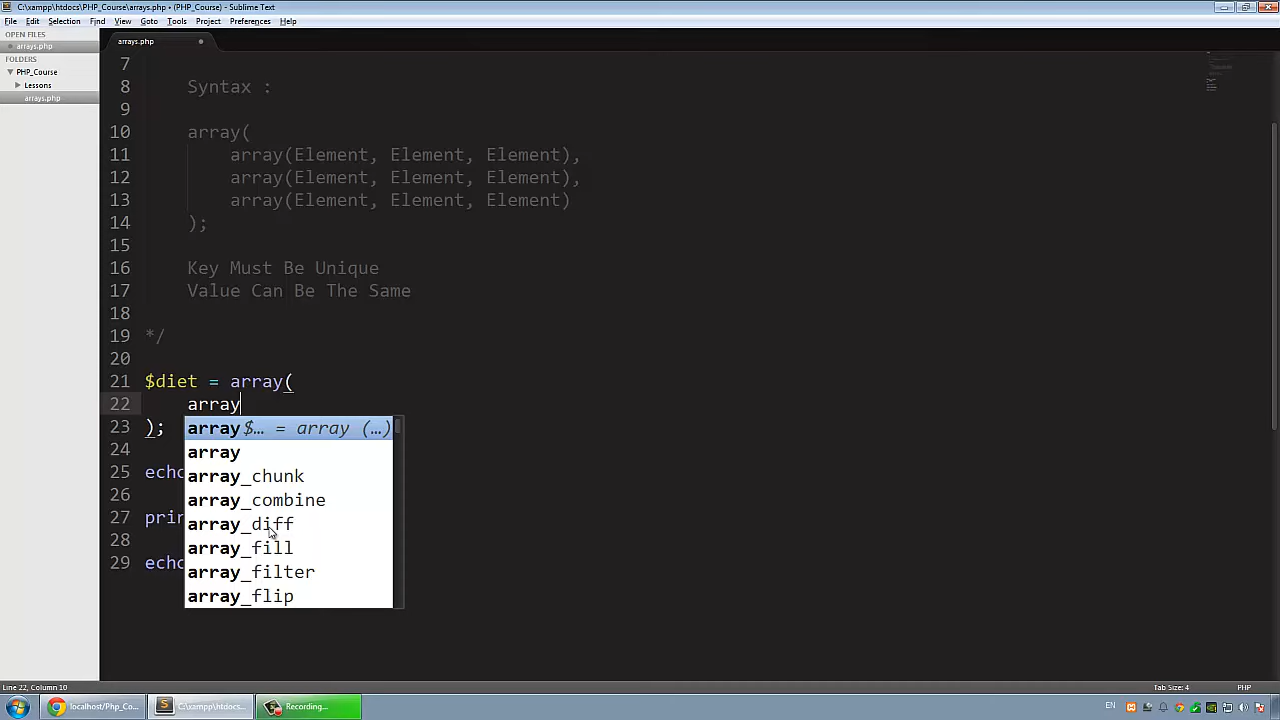 C:\xampp\htdocs\PHP_Course\arrays.php • (PHP_Course) - Sublime Text
File Edit Selection Find View Goto Tools Project Preferences Help
OPEN FILES
arrays.php
FOLDERS
PHP_Course
Lessons
arrays.php
arrays.php
7
8 Syntax :
9
10 array(
11 array(Element, Element, Element),
12 array(Element, Element, Element),
13 array(Element, Element, Element)
14 );
15
16 Key Must Be Unique
17 Value Can Be The Same
18
19 */
20
21 $diet = array(
22 array
23 );
24
25 echo
26
27 prin
28
29 echo
array $… = array (…)
array
array_chunk
array_combine
array_diff
array_fill
array_filter
array_flip
Line 22, Column 10
Tab Size: 4
PHP
localhost/Php_Co...
C:\xampp\htdocs...
Recording...
EN